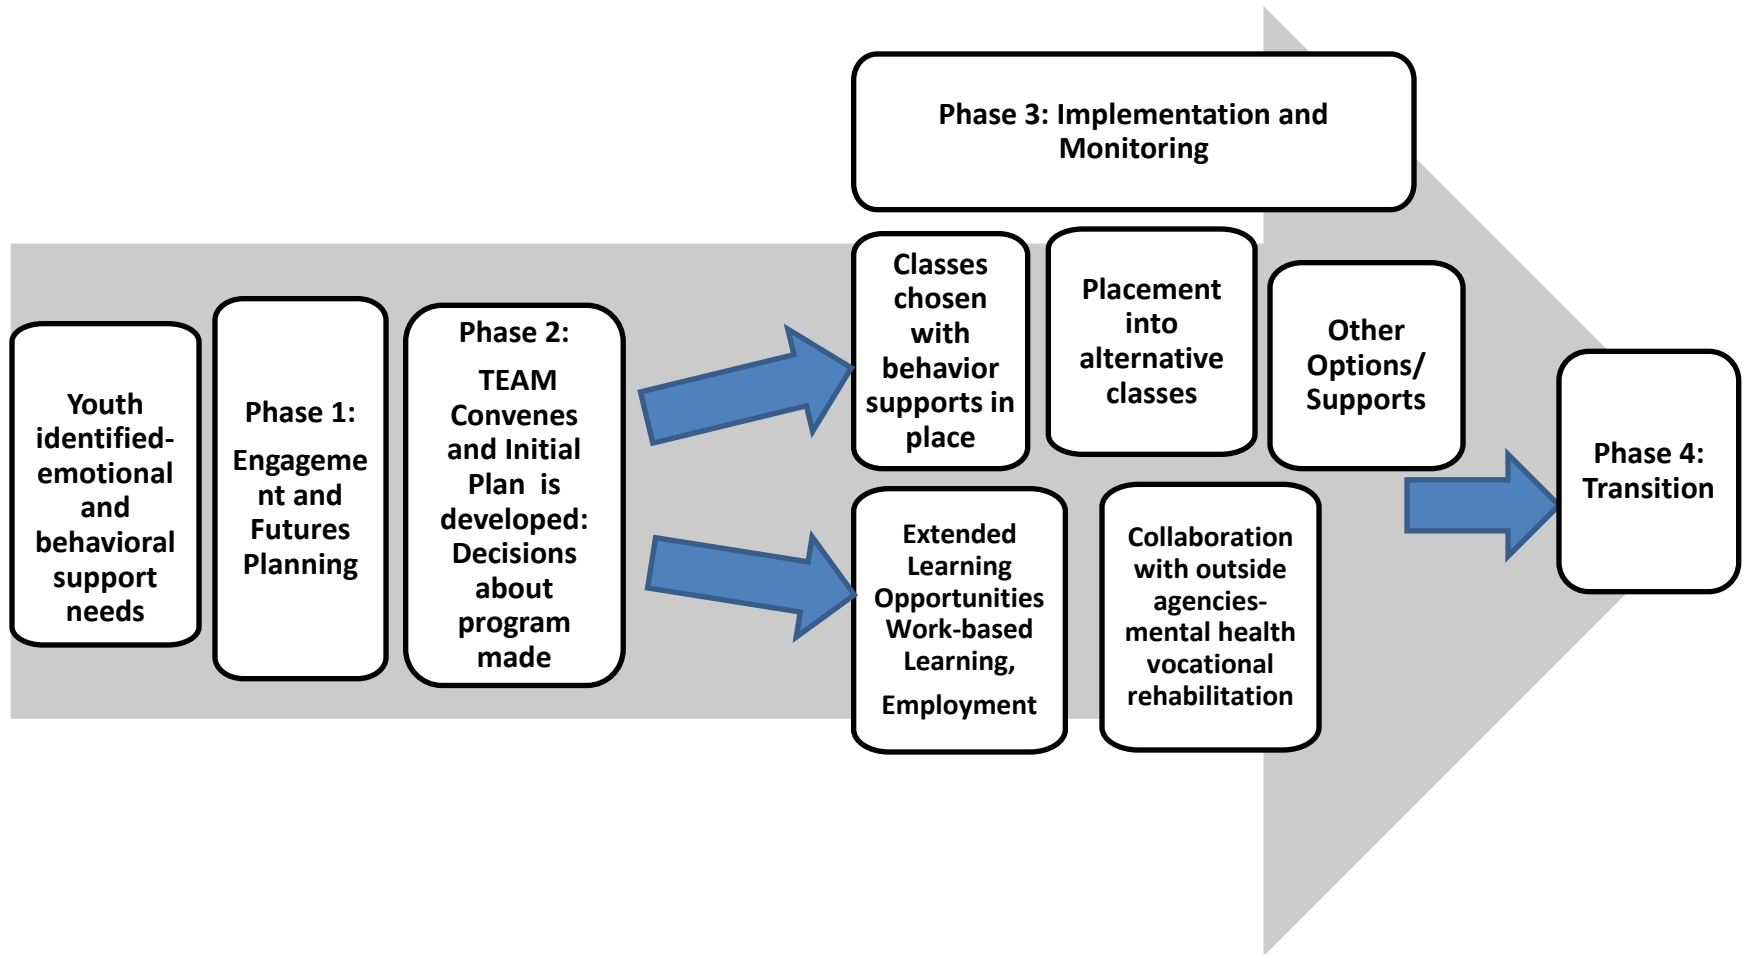 Phase 3: Implementation and
Monitoring
Youth
identified-
emotional
and
behavioral
support
needs
Phase 1:
Engageme
nt and
Futures
Planning
Phase 2:
TEAM
Convenes
and Initial
Plan  is
developed:
Decisions
about
program
made
Classes
chosen
with
behavior
supports in
place
Placement
into
alternative
classes
Other
Options/
Supports
Extended
Learning
Opportunities
Work-based
Learning,
Employment
Collaboration
with outside
agencies-
mental health
vocational
rehabilitation
Phase 4:
Transition